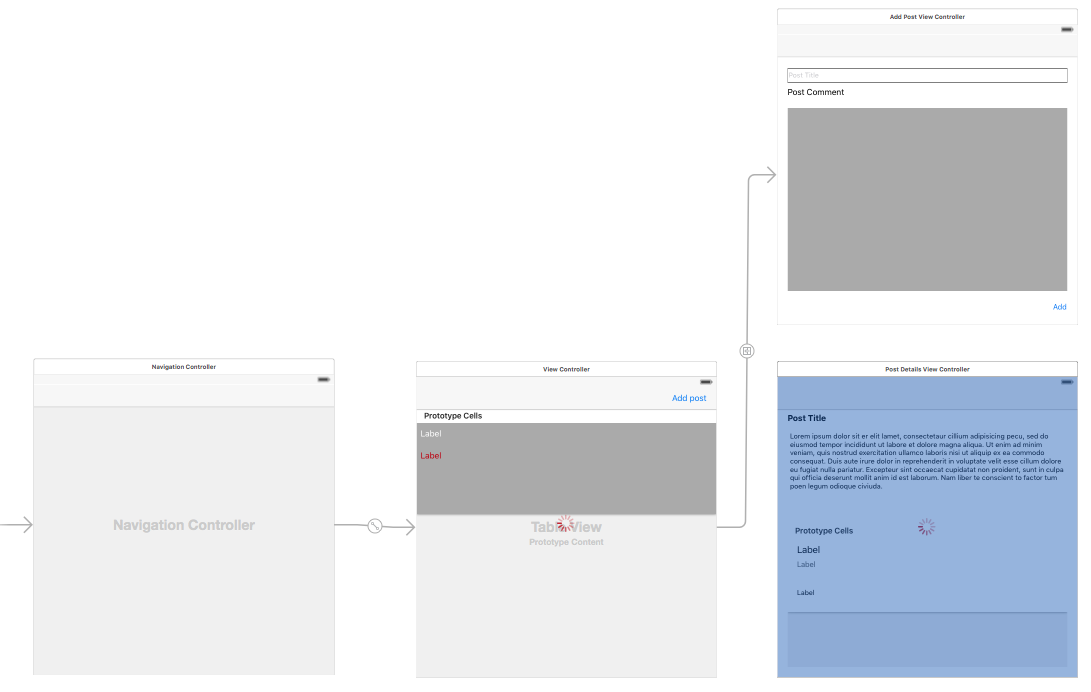 Add Post View Controller
Post Title
Post Comment
Add
Navigation Controller
Navigation Controller
View Controller
Add post
Prototype Cells
Label
Label
Table View
Prototype Content
Post Details View Controller
Post Title
Lorem ipsum dolor sit er elit lamet, consectetaur cillium adipisicing pecu, sed do
eiusmod tempor incididunt ut labore et dolore magna aliqua. Ut enim ad minim
veniam, quis nostrud exercitation ullamco laboris nisi ut aliquip ex ea commodo
consequat. Duis aute irure dolor in reprehenderit in voluptate velit esse cillum dolore
eu fugiat nulla pariatur. Excepteur sint occaecat cupidatat non proident, sunt in culpa
qui officia deserunt mollit anim id est laborum. Nam liber te conscient to factor tum
poen legum odioque civiuda.
Prototype Cells
Label
Label
Label